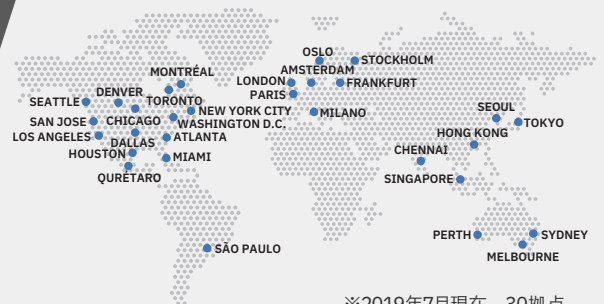 OSLO
STOCKHOLM
AMSTERDAM
MONTRÉAL
LONDON
FRANKFURT
DENVER
PARIS
SEATTLE
TORONTO
NEW YORK CITY
MILANO
SEOUL
SAN JOSE
CHICAGO
WASHINGTON D.C.
TOKYO
LOS ANGELES
ATLANTA
HONG KONG
DALLAS
HOUSTON
MIAMI
CHENNAI
QURÉTARO
SINGAPORE
PERTH
SYDNEY
SÃO PAULO
MELBOURNE
※2019年7月現在 30拠点